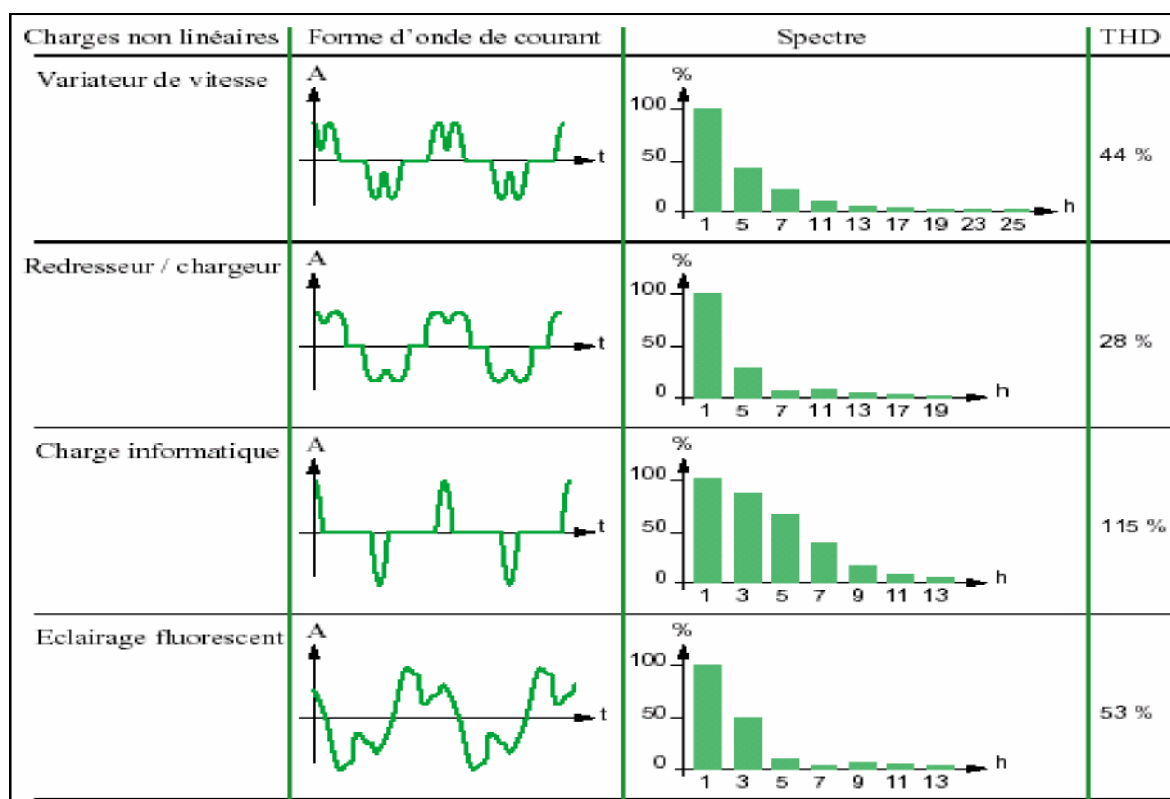 Charges non linéaires Forme d'onde de courant Spectre THD
Variateur de vitesse
A
t
%
100
50
0
1 5 7 11 13 17 19 23 25
h
44 %
Redresseur / chargeur
A
t
%
100
50
0
1 5 7 11 13 17 19
h
28 %
Charge informatique
A
t
%
100
50
0
1 3 5 7 9 11 13
h
115 %
Eclairage fluorescent
A
t
%
100
50
0
1 3 5 7 9 11 13
h
53 %